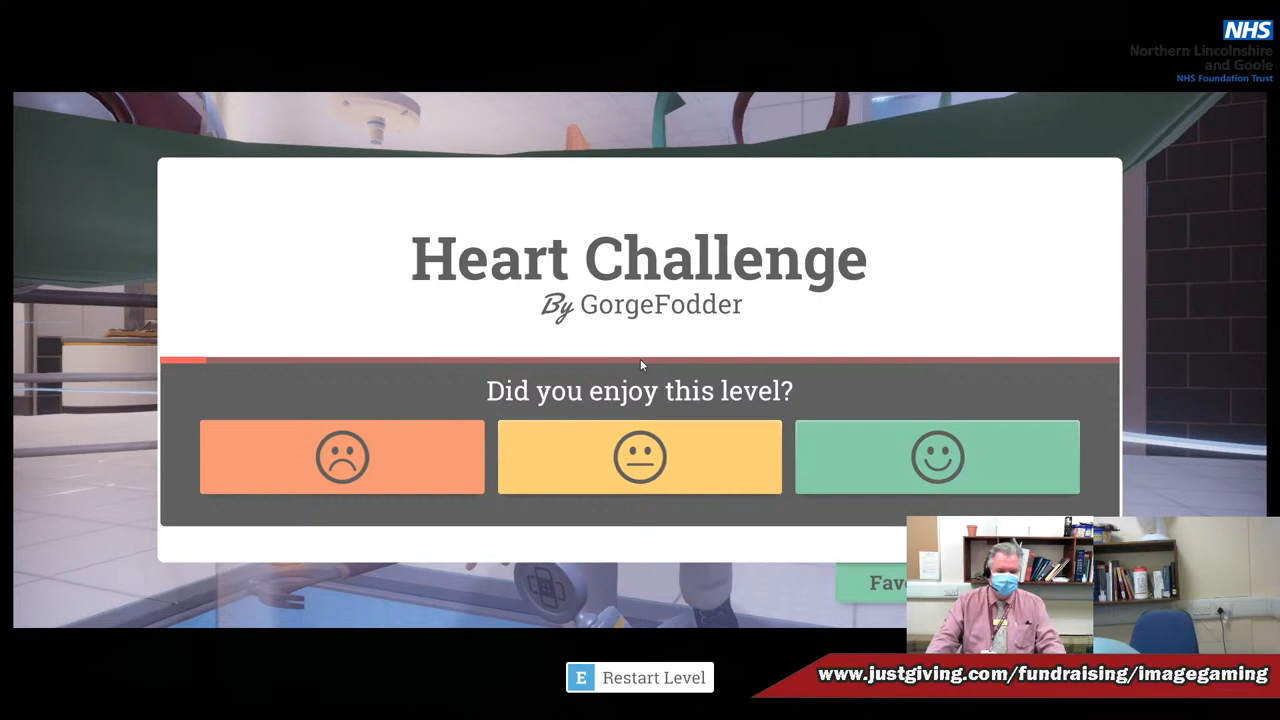 NHS
Northern Lincolnshire
and Goole
NHS Foundation Trust
Heart Challenge
By GorgeFodder
Did you enjoy this level?
E Restart Level
www.justgiving.com/fundraising/imagegaming